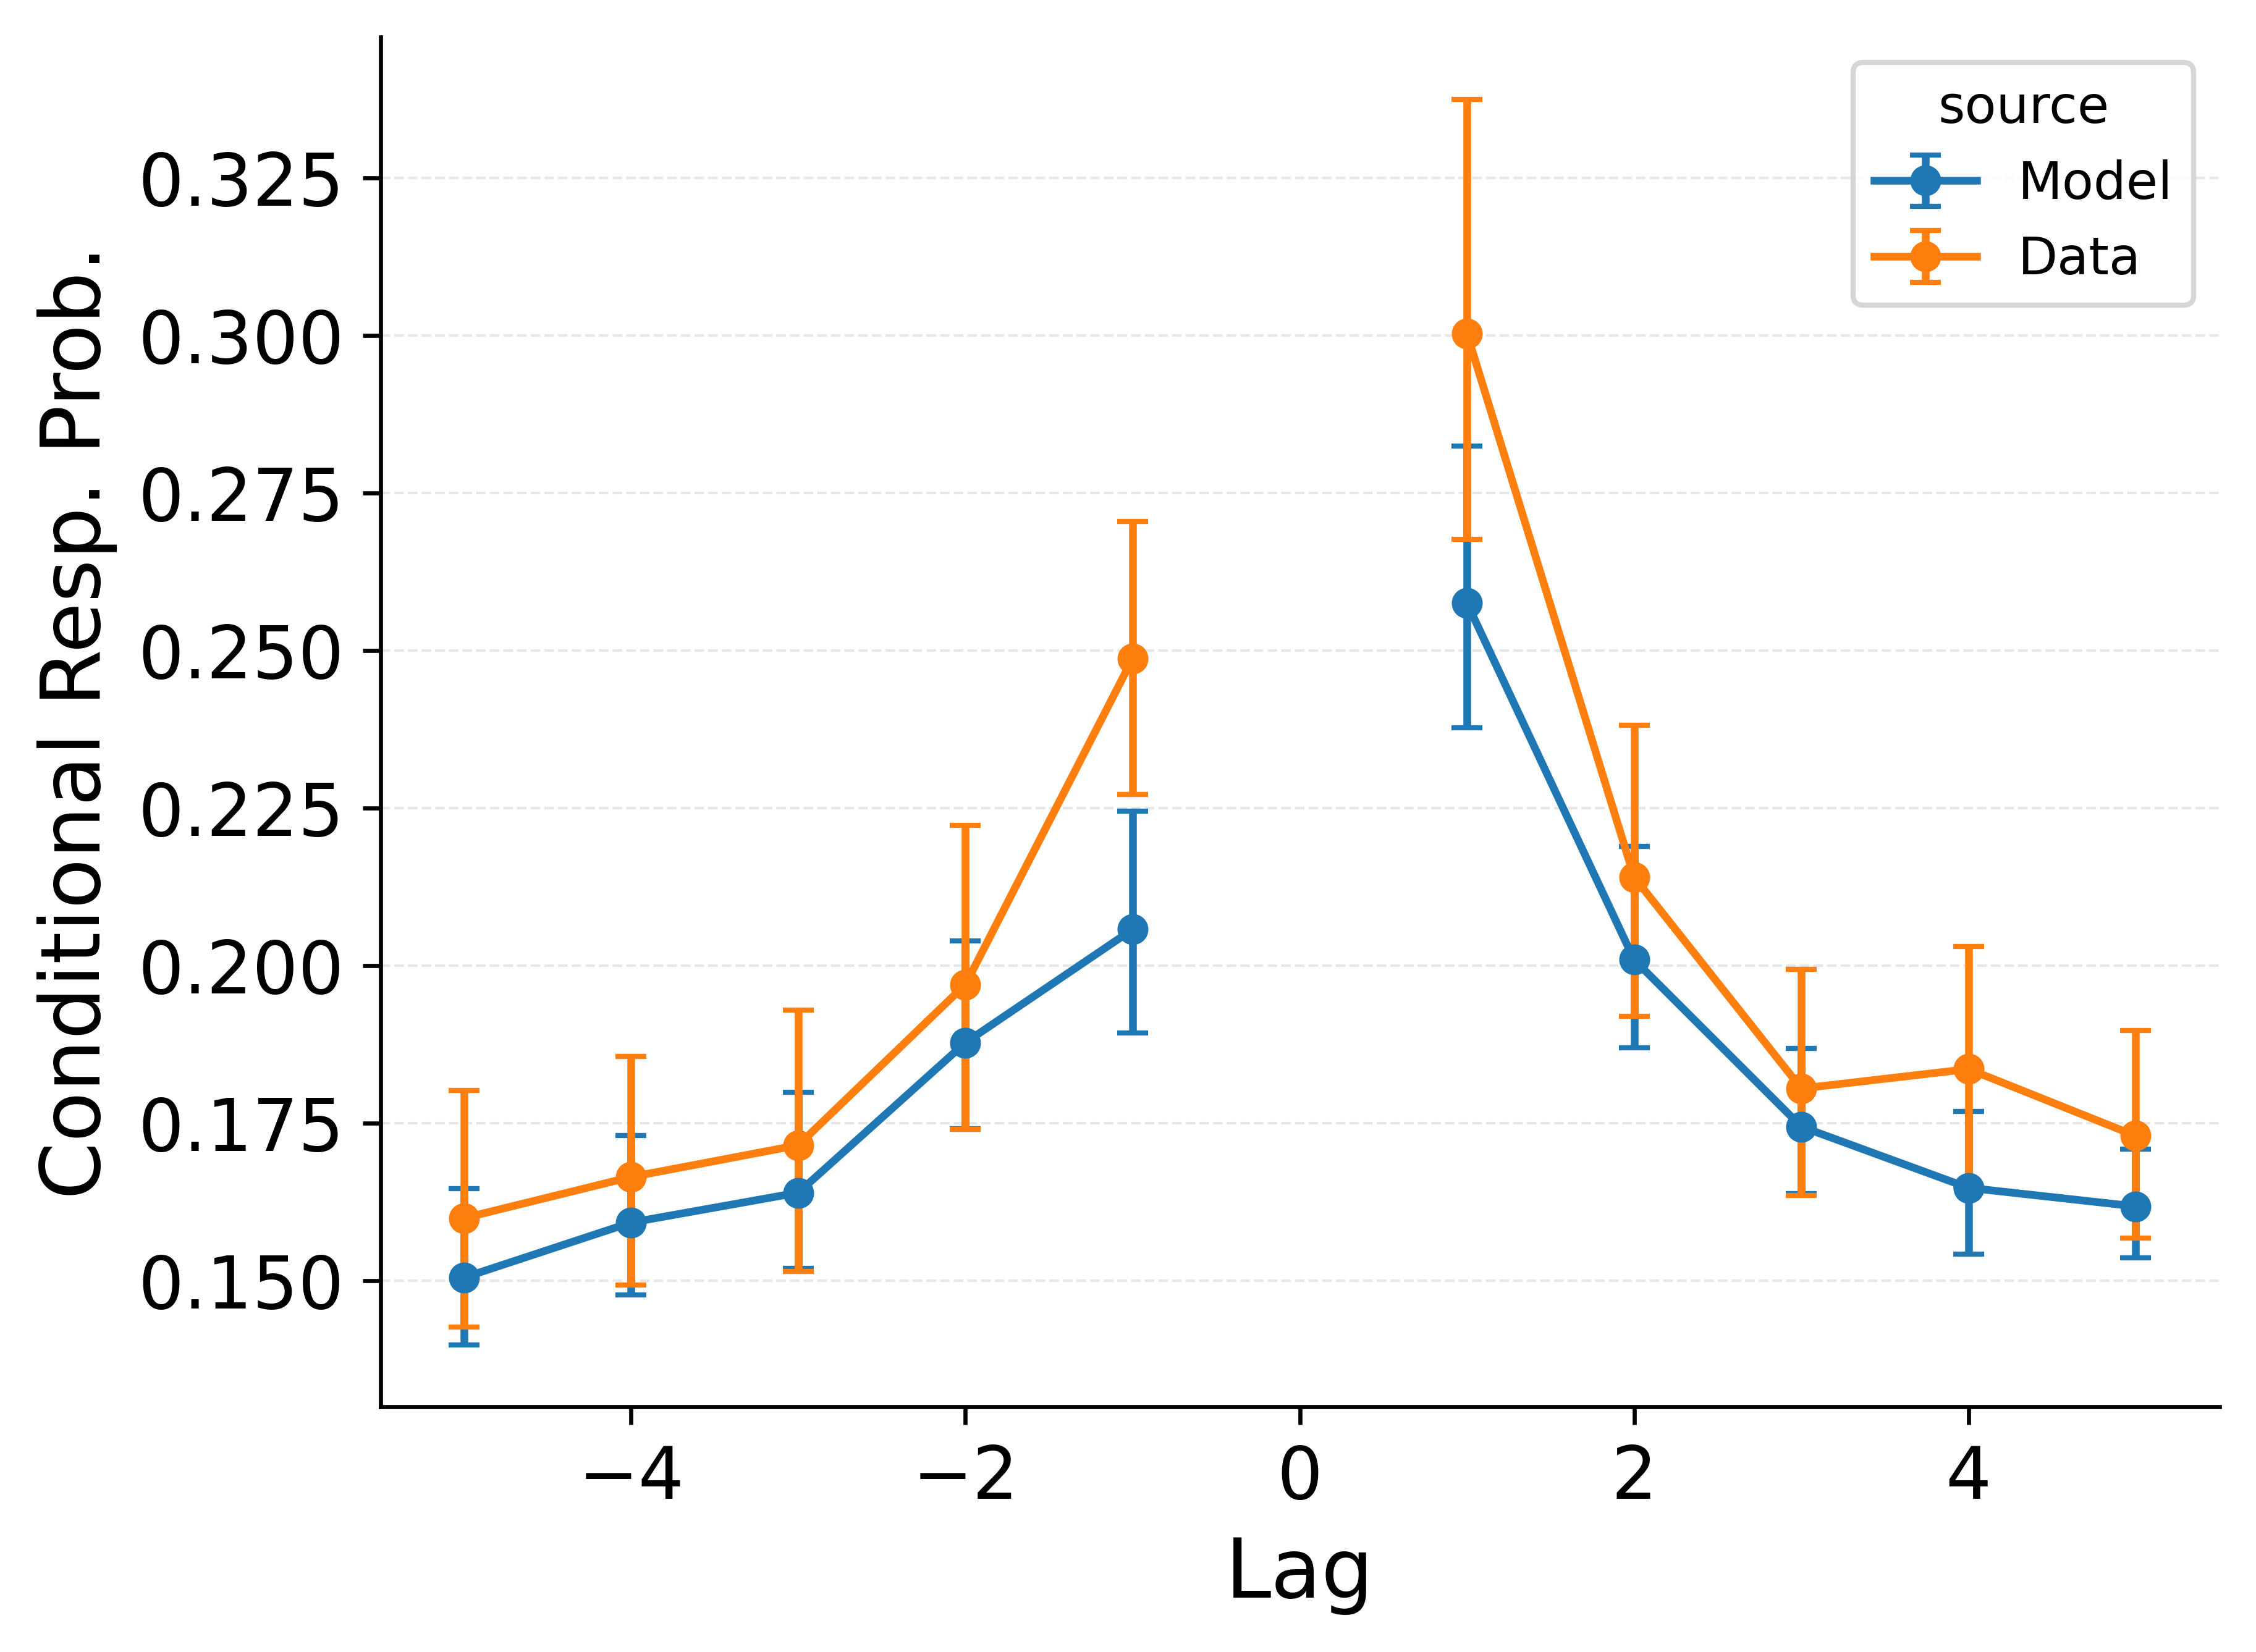 source
Model
Data
Conditional Resp. Prob.
0.325
0.300
0.275
0.250
0.225
0.200
0.175
0.150
−4 −2 0 2 4
Lag